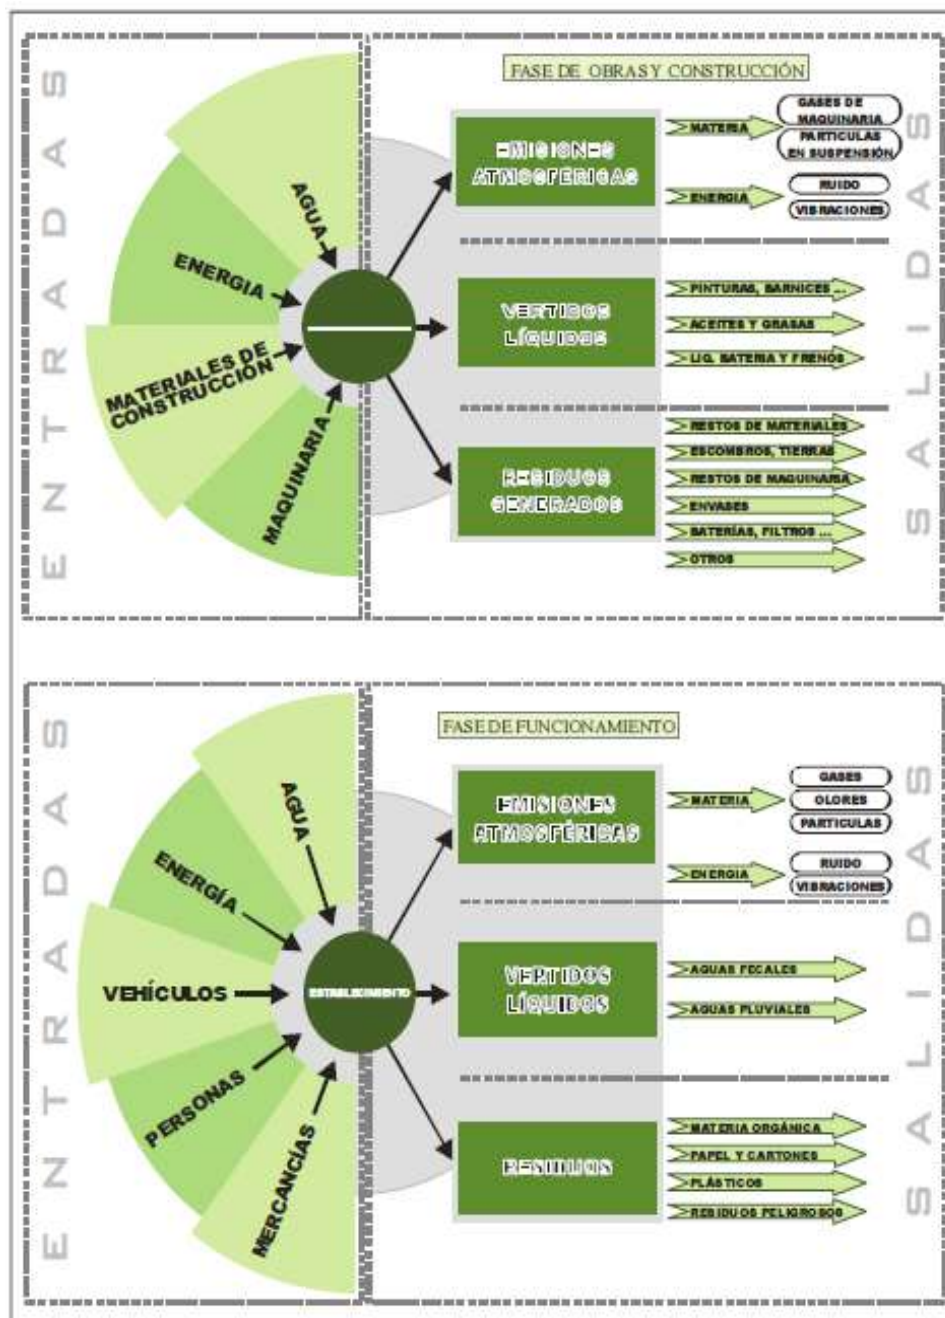 ENTRADAS
FASE DE OBRAS Y CONSTRUCCIÓN
AGUA
ENERGIA
MATERIALES DE
CONSTRUCCIÓN
MAQUINARIA
EMISIONES
ATMOSFÉRICAS
MATERIA
GASES DE
MAQUINARIA
PARTICULAS
EN SUSPENSIÓN
ENERGIA
RUIDO
VIBRACIONES
VERTIDOS
LÍQUIDOS
PINTURAS, BARNICES ...
ACEITES Y GRASAS
LIQ. BATERIA Y FRENOS
RESIDUOS
GENERADOS
RESTOS DE MATERIALES
ESCOMBROS, TIERRAS
RESTOS DE MAQUINARIA
ENVASES
BATERÍAS, FILTROS ...
OTROS
SALIDAS
ENTRADAS
FASE DE FUNCIONAMIENTO
AGUA
ENERGÍA
VEHÍCULOS
PERSONAS
MERCANCÍAS
ESTABLECIMIENTO
EMISIONES
ATMOSFÉRICAS
MATERIA
GASES
OLORES
PARTICULAS
ENERGIA
RUIDO
VIBRACIONES
VERTIDOS
LÍQUIDOS
AGUAS FECALES
AGUAS PLUVIALES
RESIDUOS
MATERIA ORGÁNICA
PAPEL Y CARTONES
PLÁSTICOS
RESIDUOS PELIGROSOS
SALIDAS